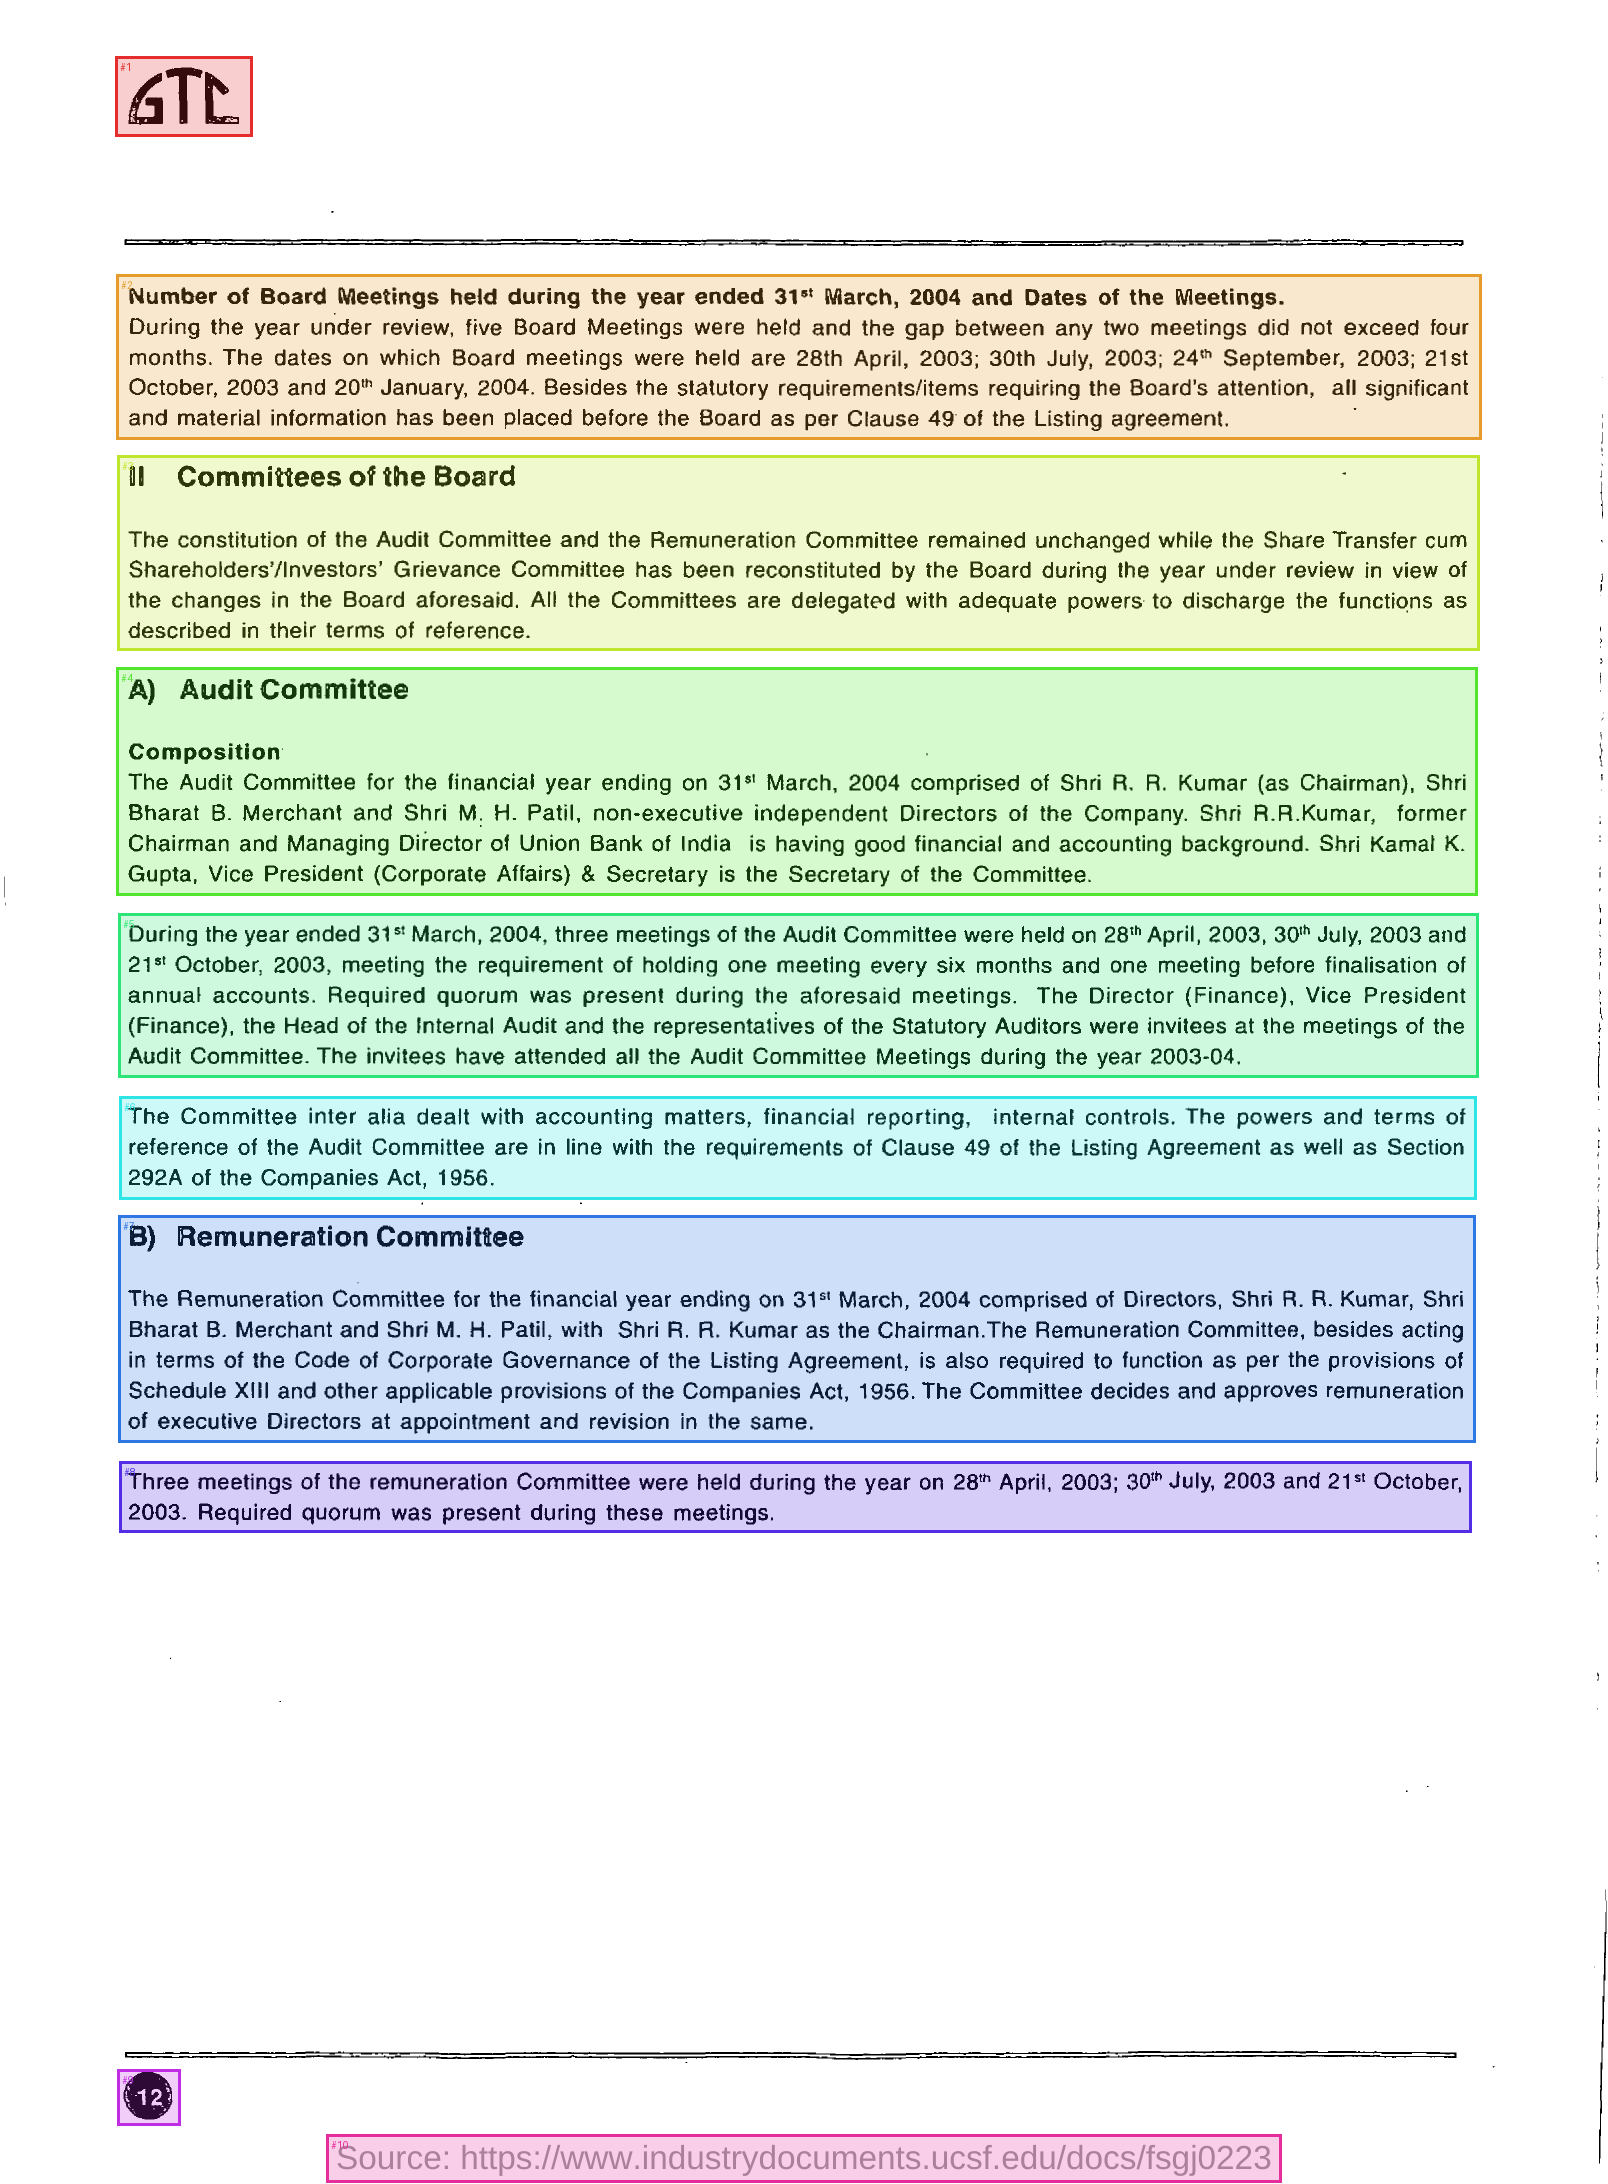 GTC
Number of Board Meetings held during the year ended 31st March, 2004 and Dates of the Meetings.
During the year under review, five Board Meetings were held and the gap between any two meetings did not exceed four
months. The dates on which Board meetings were held are 28th April, 2003; 30th July, 2003; 24th September, 2003; 21st
October, 2003 and 20th January, 2004. Besides the statutory requirements/items requiring the Board's attention, all significant
and material information has been placed before the Board as per Clause 49 of the Listing agreement.
II Committees of the Board
The constitution of the Audit Committee and the Remuneration Committee remained unchanged while the Share Transfer cum
Shareholders'/Investors' Grievance Committee has been reconstituted by the Board during the year under review in view of
the changes in the Board aforesaid. All the Committees are delegated with adequate powers to discharge the functions as
described in their terms of reference.
A) Audit Committee
Composition
The Audit Committee for the financial year ending on 31st March, 2004 comprised of Shri R. R. Kumar (as Chairman), Shri
Bharat B. Merchant and Shri M. H. Patil, non-executive independent Directors of the Company. Shri R.R.Kumar, former
Chairman and Managing Director of Union Bank of India is having good financial and accounting background. Shri Kamal K.
Gupta, Vice President (Corporate Affairs) & Secretary is the Secretary of the Committee.
During the year ended 31st March, 2004, three meetings of the Audit Committee were held on 28th April, 2003, 30th July, 2003 and
21st October, 2003, meeting the requirement of holding one meeting every six months and one meeting before finalisation of
annual accounts. Required quorum was present during the aforesaid meetings. The Director (Finance), Vice President
(Finance), the Head of the Internal Audit and the representatives of the Statutory Auditors were invitees at the meetings of the
Audit Committee. The invitees have attended all the Audit Committee Meetings during the year 2003-04.
The Committee inter alia dealt with accounting matters, financial reporting, internal controls. The powers and terms of
reference of the Audit Committee are in line with the requirements of Clause 49 of the Listing Agreement as well as Section
292A of the Companies Act, 1956.
B) Remuneration Committee
The Remuneration Committee for the financial year ending on 31st March, 2004 comprised of Directors, Shri R. R. Kumar, Shri
Bharat B. Merchant and Shri M. H. Patil, with Shri R. R. Kumar as the Chairman.The Remuneration Committee, besides acting
in terms of the Code of Corporate Governance of the Listing Agreement, is also required to function as per the provisions of
Schedule XIII and other applicable provisions of the Companies Act, 1956. The Committee decides and approves remuneration
of executive Directors at appointment and revision in the same.
Three meetings of the remuneration Committee were held during the year on 28th April, 2003; 30th July, 2003 and 21st October,
2003. Required quorum was present during these meetings.
12
Source: https://www.industrydocuments.ucsf.edu/docs/fsgj0223